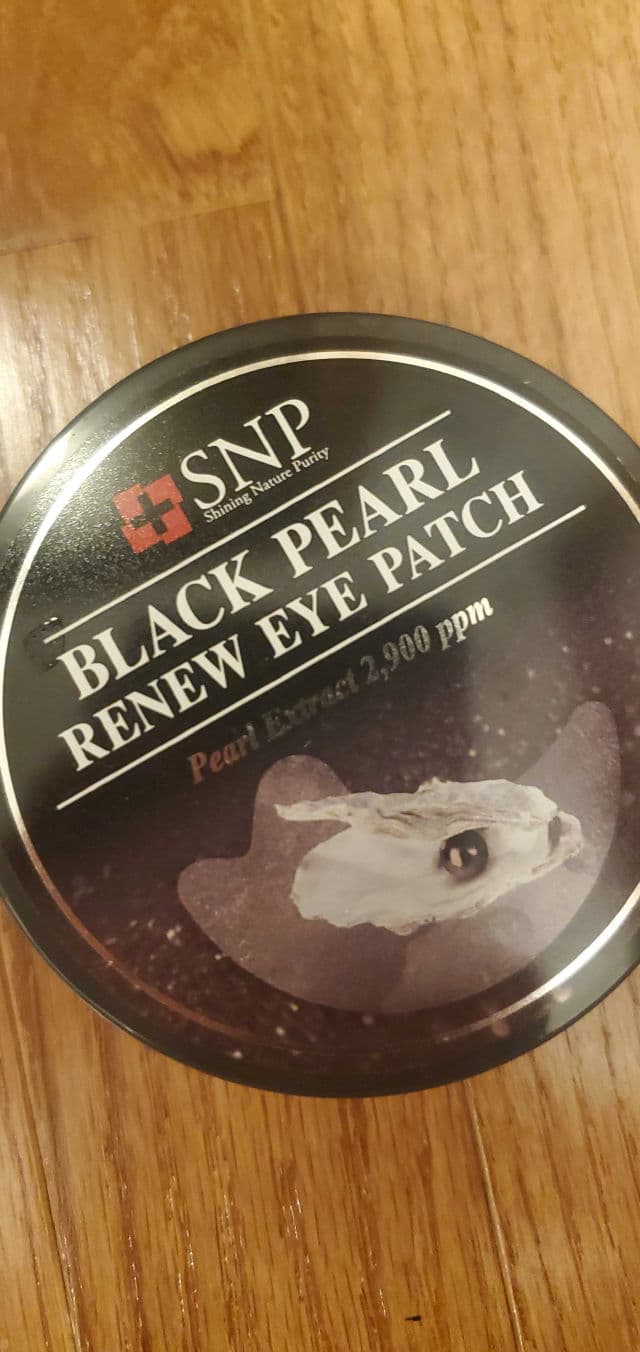 SNP
Shining Nature Purity
BLACK PEARL
RENEW EYE PATCH
Pearl Extract 2,900 ppm